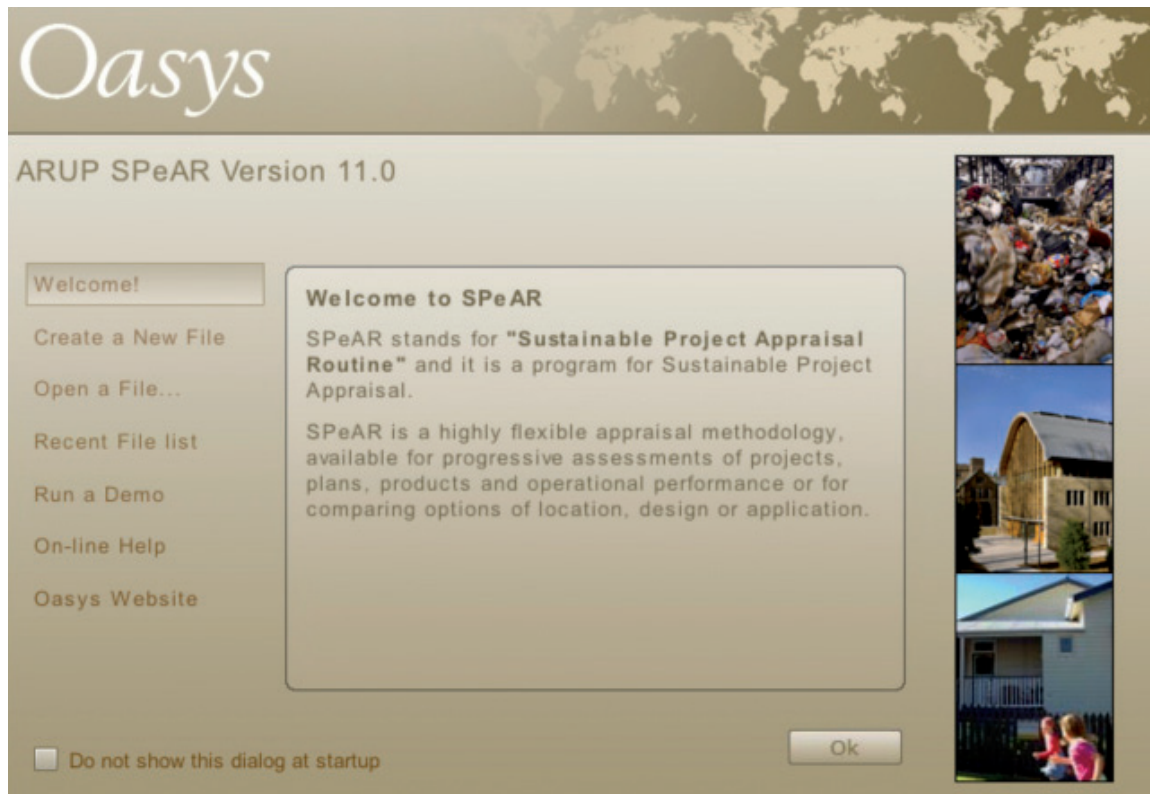 Oasys
ARUP SPeAR Version 11.0
Welcome!
Create a New File
Open a File...
Recent File list
Run a Demo
On-line Help
Oasys Website
Welcome to SPeAR
SPeAR stands for "Sustainable Project Appraisal
Routine" and it is a program for Sustainable Project
Appraisal.
SPeAR is a highly flexible appraisal methodology,
available for progressive assessments of projects,
plans, products and operational performance or for
comparing options of location, design or application.
Do not show this dialog at startup
Ok